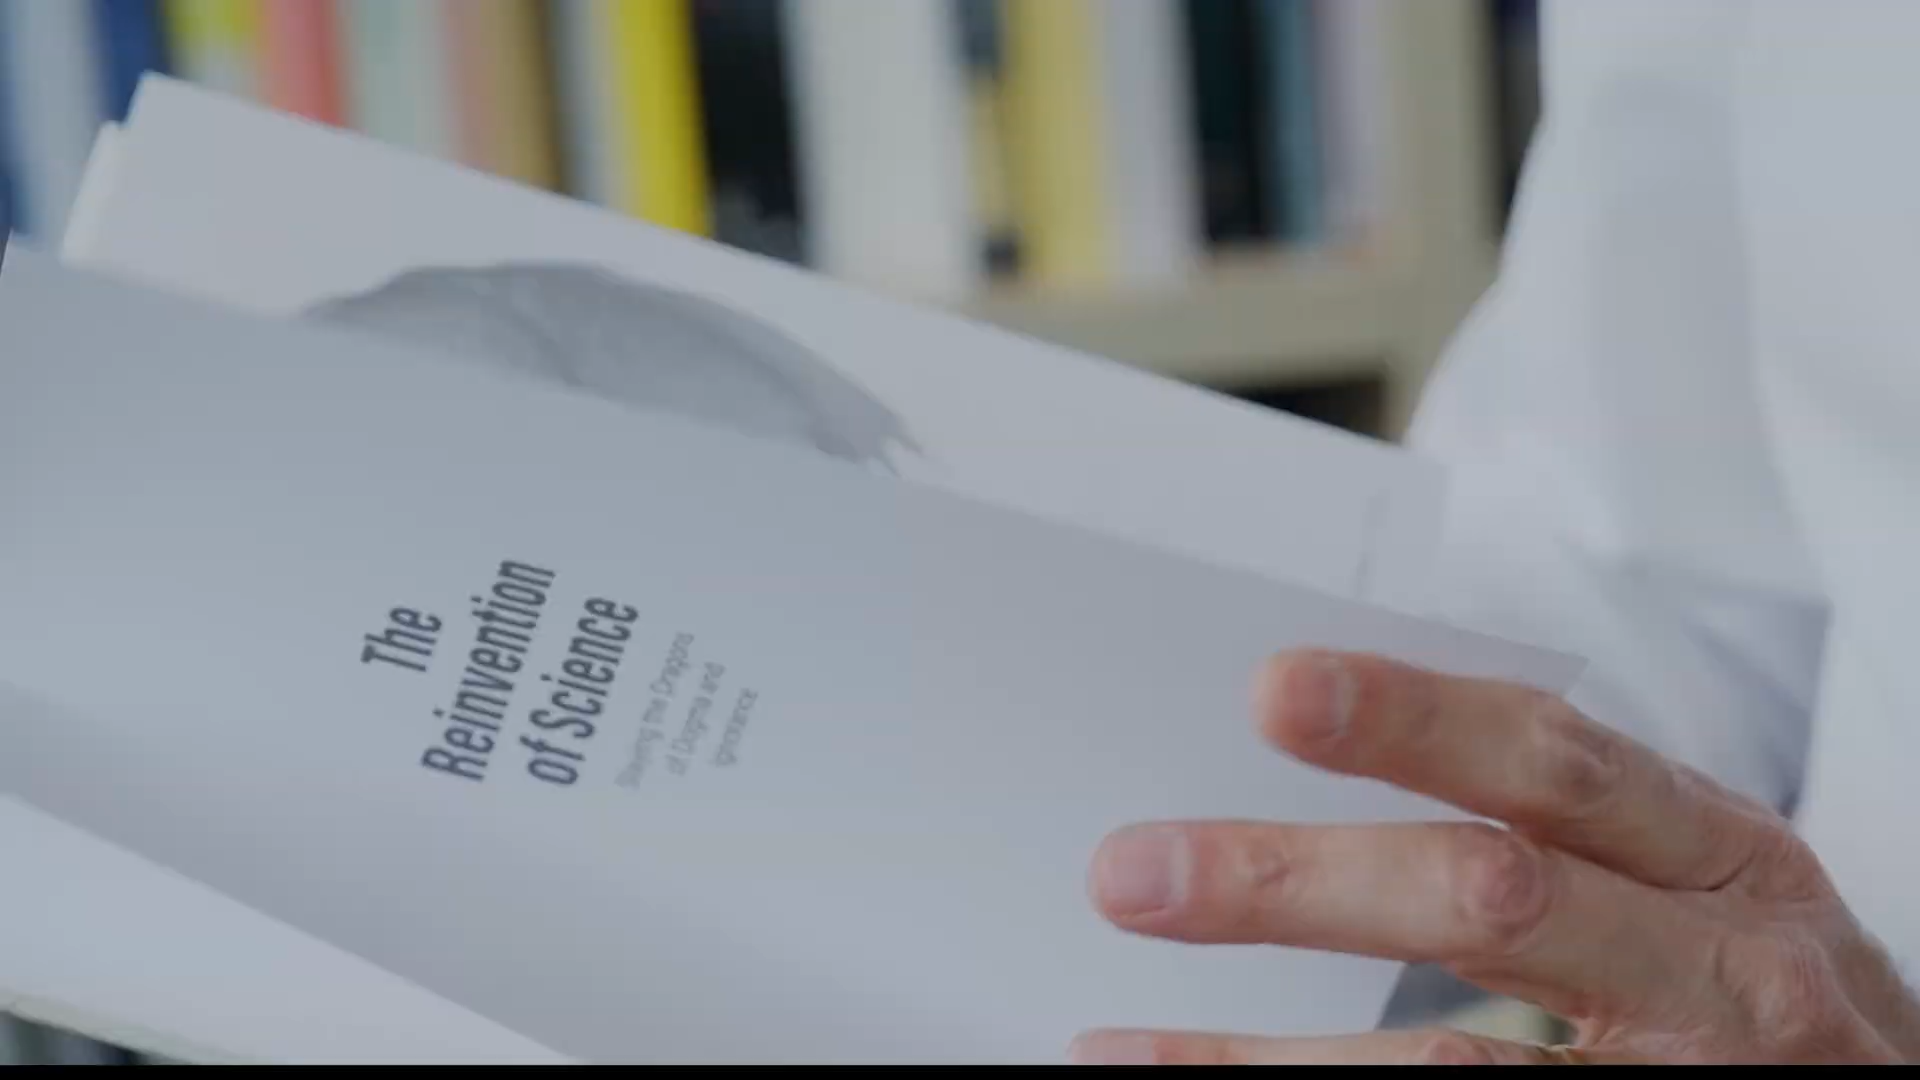 The
Reinvention
of Science
Slaying the Dragons
of Dogma and
Ignorance